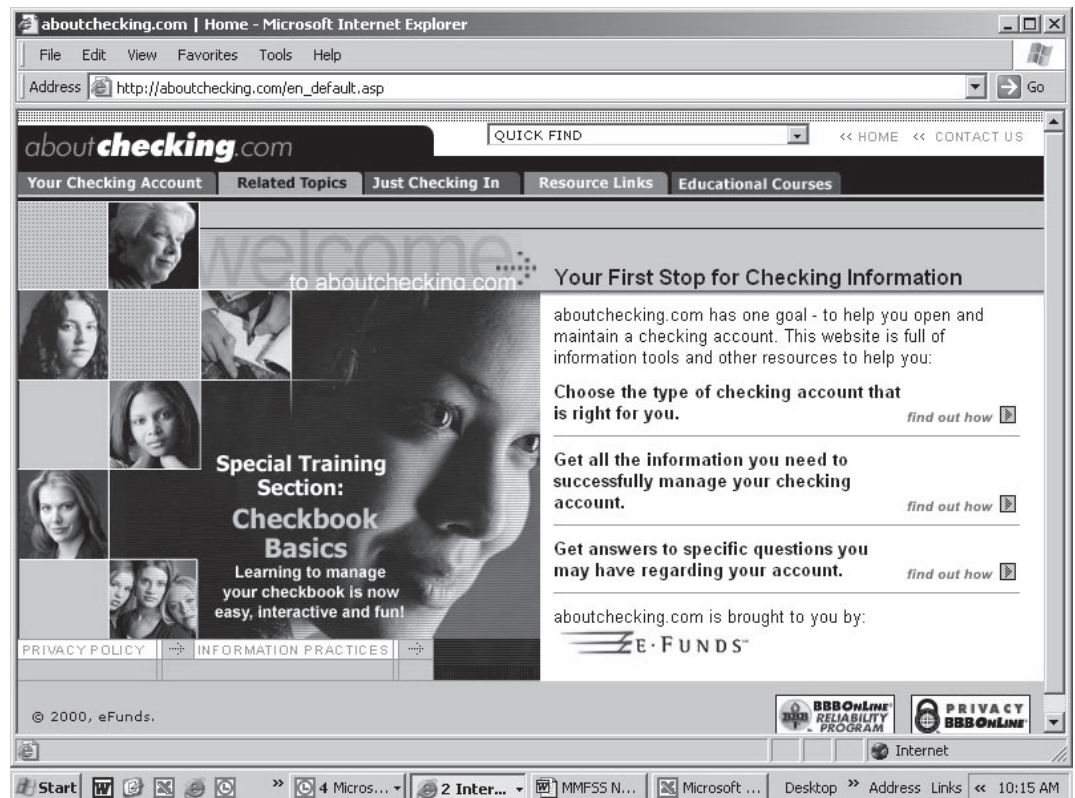 aboutchecking.com | Home - Microsoft Internet Explorer
File Edit View Favorites Tools Help
Address http://aboutchecking.com/en_default.asp Go
aboutchecking.com
QUICK FIND
<< HOME << CONTACT US
Your Checking Account Related Topics Just Checking In Resource Links Educational Courses
welcome
to aboutchecking.com
Special Training
Section:
Checkbook
Basics
Learning to manage
your checkbook is now
easy, interactive and fun!
Your First Stop for Checking Information
aboutchecking.com has one goal - to help you open and
maintain a checking account. This website is full of
information tools and other resources to help you:
Choose the type of checking account that
is right for you.
find out how
Get all the information you need to
successfully manage your checking
account.
find out how
Get answers to specific questions you
may have regarding your account.
find out how
aboutchecking.com is brought to you by:
E·FUNDS℠
PRIVACY POLICY INFORMATION PRACTICES
© 2000, eFunds.
BBB
BBBONLINE
RELIABILITY
PROGRAM
PRIVACY
BBBONLINE
Internet
Start W >> 4 Micros... 2 Inter... MMFSS N... Microsoft ... Desktop >> Address Links << 10:15 AM